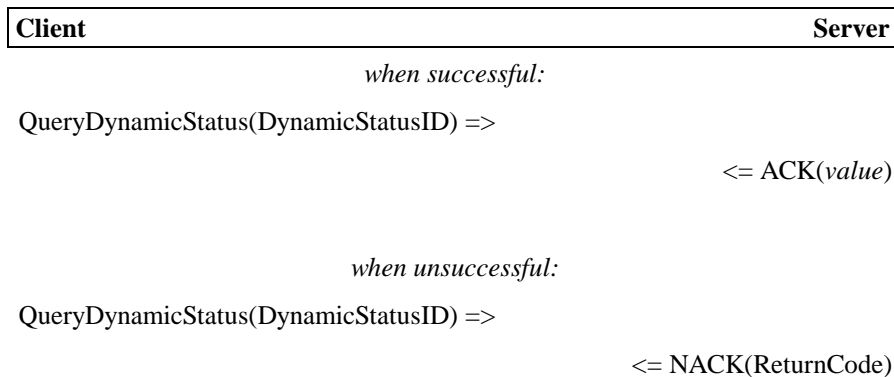 Client Server
when successful:
QueryDynamicStatus(DynamicStatusID) =>
<= ACK(value)
when unsuccessful:
QueryDynamicStatus(DynamicStatusID) =>
<= NACK(ReturnCode)